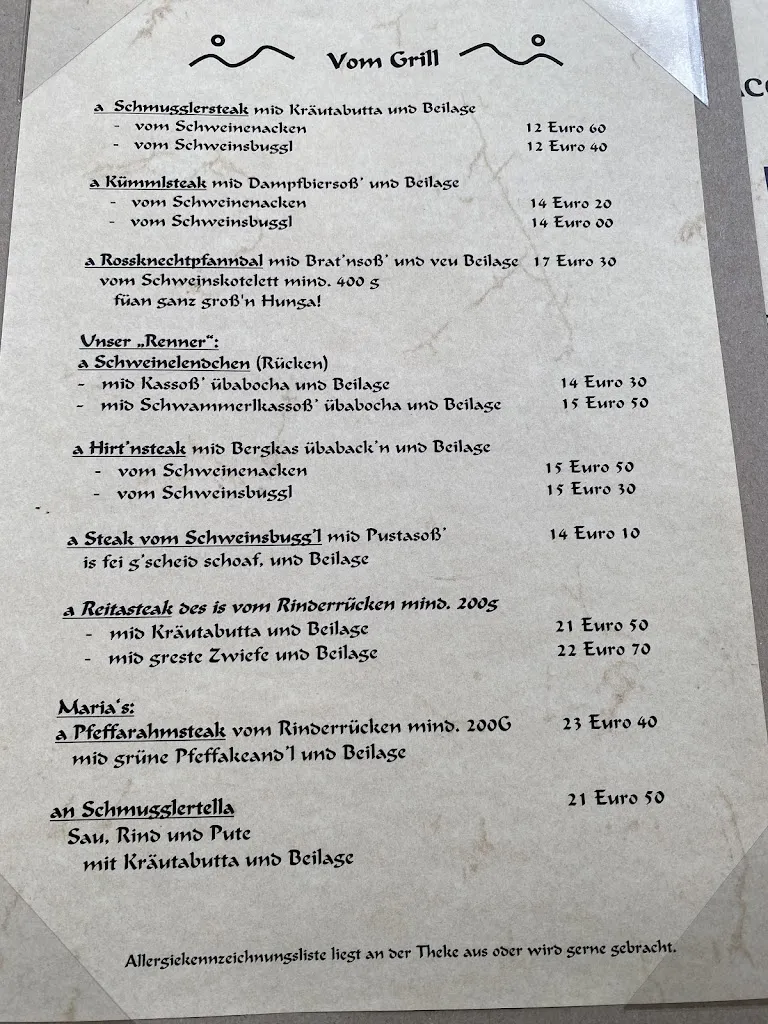 Vom Grill
a Schmugglersteak mid Kräutabutta und Beilage
- vom Schweinenacken 12 Euro 60
- vom Schweinsbuggl 12 Euro 40
a Kümmlsteak mid Dampfbiersoß' und Beilage
- vom Schweinenacken 14 Euro 20
- vom Schweinsbuggl 14 Euro 00
a Rossknechtpfanndal mid Brat'nsoß' und veu Beilage 17 Euro 30
vom Schweinskotelett mind. 400 g
füan ganz groß'n Hunga!
Unser „Renner“:
a Schweinelendchen (Rücken)
- mid Kassoß' übabocha und Beilage 14 Euro 30
- mid Schwammerlkassoß' übabocha und Beilage 15 Euro 50
a Hirt'nsteak mid Bergkas übaback'n und Beilage
- vom Schweinenacken 15 Euro 50
- vom Schweinsbuggl 15 Euro 30
a Steak vom Schweinsbugg'l mid Pustasoß' 14 Euro 10
is fei g'scheid schoaf, und Beilage
a Reitasteak des is vom Rinderrücken mind. 200g
- mid Kräutabutta und Beilage 21 Euro 50
- mid greste Zwiefe und Beilage 22 Euro 70
Maria's:
a Pfeffarahmsteak vom Rinderrücken mind. 200G 23 Euro 40
mid grüne Pfeffakeand'l und Beilage
an Schmugglertella 21 Euro 50
Sau, Rind und Pute
mit Kräutabutta und Beilage
Allergiekennzeichnungsliste liegt an der Theke aus oder wird gerne gebracht.